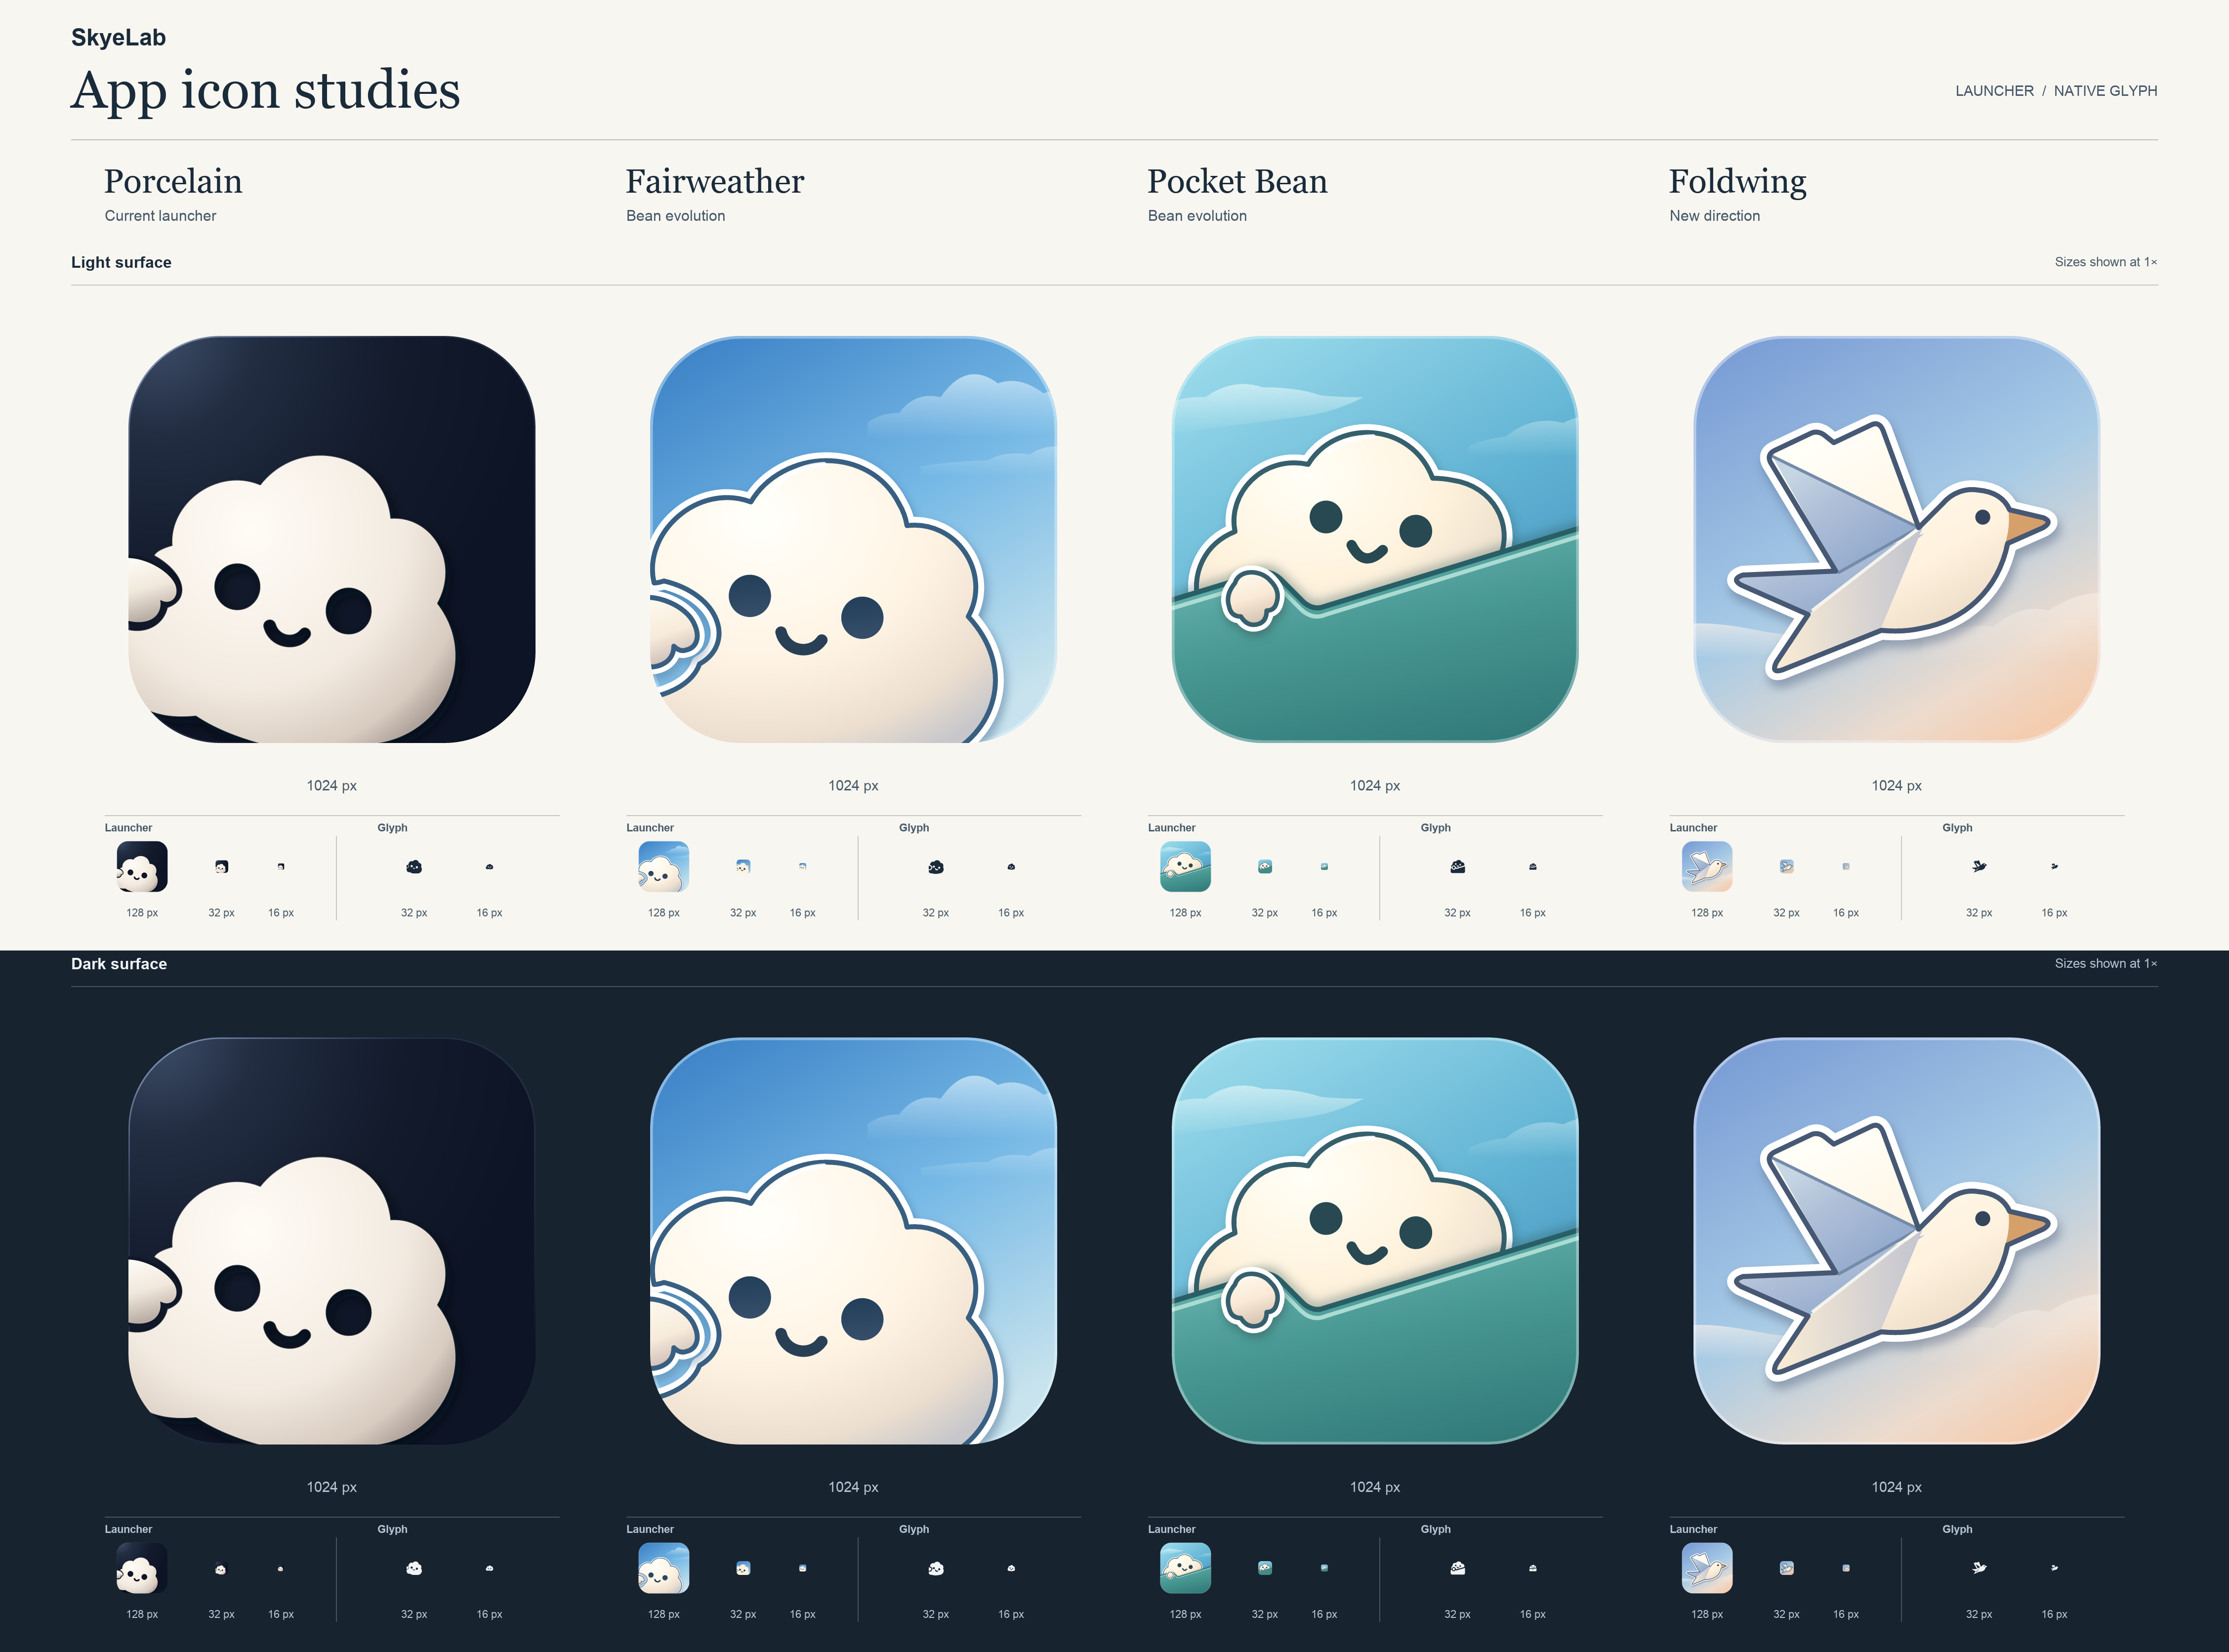 SkyeLab
App icon studies
LAUNCHER / NATIVE GLYPH
Porcelain
Current launcher
Fairweather
Bean evolution
Pocket Bean
Bean evolution
Foldwing
New direction
Light surface
Sizes shown at 1×
1024 px
1024 px
1024 px
1024 px
Launcher
Glyph
128 px
32 px
16 px
32 px
16 px
Launcher
Glyph
128 px
32 px
16 px
32 px
16 px
Launcher
Glyph
128 px
32 px
16 px
32 px
16 px
Launcher
Glyph
128 px
32 px
16 px
32 px
16 px
Dark surface
Sizes shown at 1×
1024 px
1024 px
1024 px
1024 px
Launcher
Glyph
128 px
32 px
16 px
32 px
16 px
Launcher
Glyph
128 px
32 px
16 px
32 px
16 px
Launcher
Glyph
128 px
32 px
16 px
32 px
16 px
Launcher
Glyph
128 px
32 px
16 px
32 px
16 px